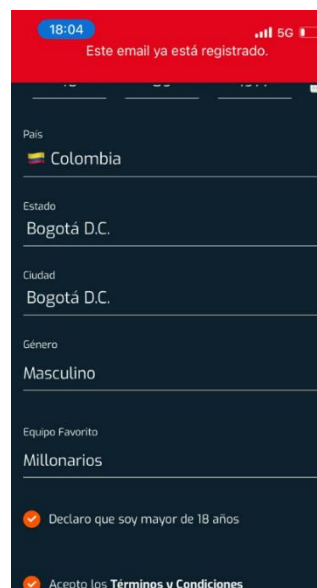 18:04
5G
Este email ya está registrado.
País
Colombia
Estado
Bogotá D.C.
Ciudad
Bogotá D.C.
Género
Masculino
Equipo Favorito
Millonarios
Declaro que soy mayor de 18 años
Acepto los Términos y Condiciones